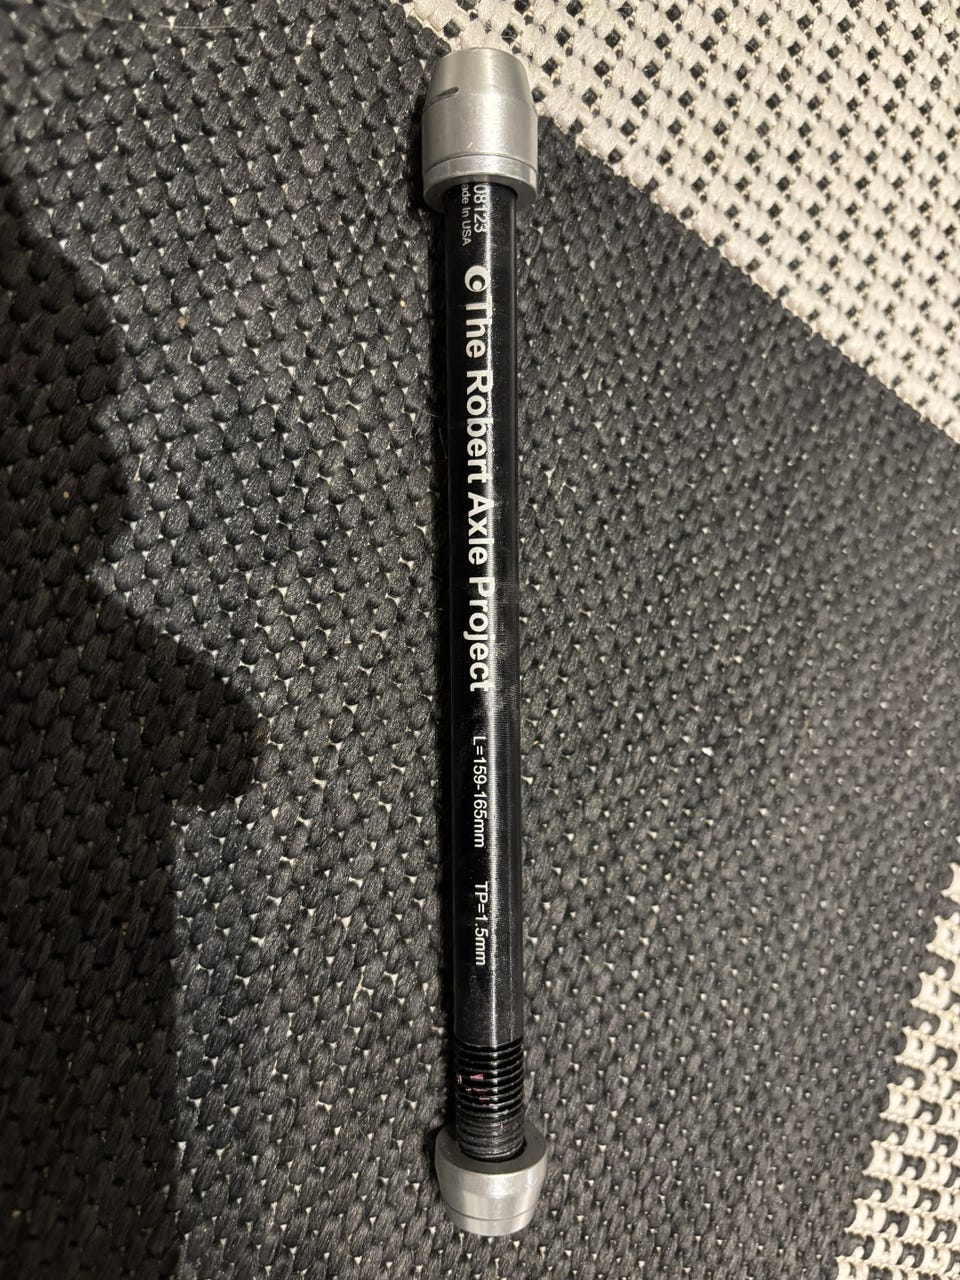 08123
ade In USA
The Robert Axle Project
L=159-165mm
TP=1.5mm